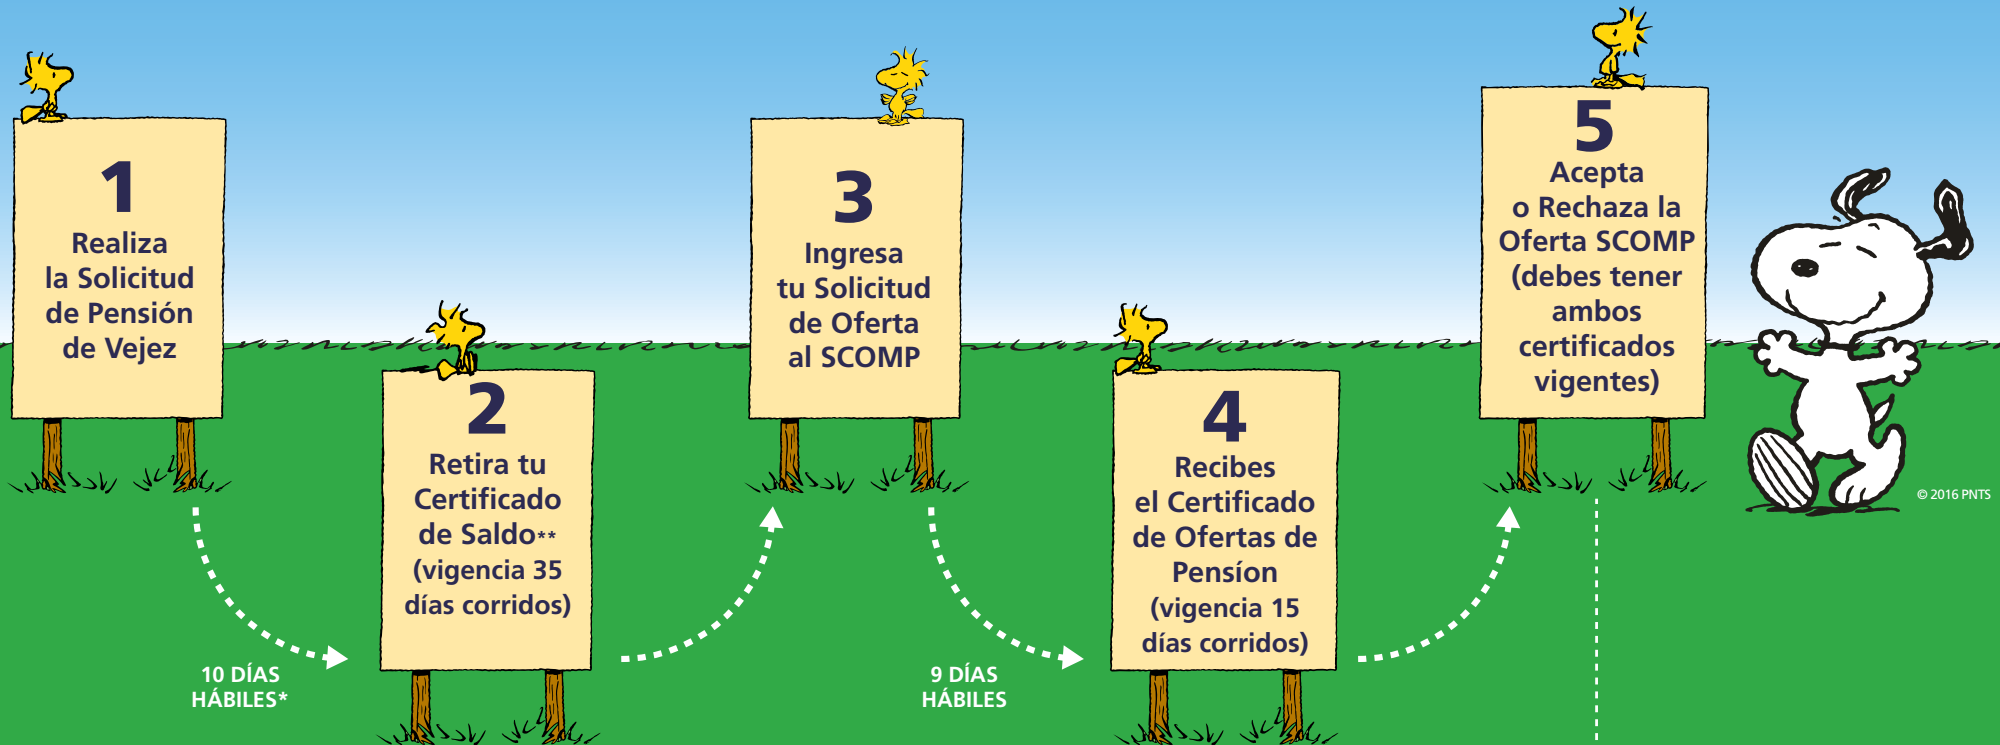 1
Realiza
la Solicitud
de Pensión
de Vejez
10 DÍAS
HÁBILES*
2
Retira tu
Certificado
de Saldo**
(vigencia 35
días corridos)
3
Ingresa
tu Solicitud
de Oferta
al SCOMP
9 DÍAS
HÁBILES
4
Recibes
el Certificado
de Ofertas de
Pensíon
(vigencia 15
días corridos)
5
Acepta
o Rechaza la
Oferta SCOMP
(debes tener
ambos
certificados
vigentes)
© 2016 PNTS